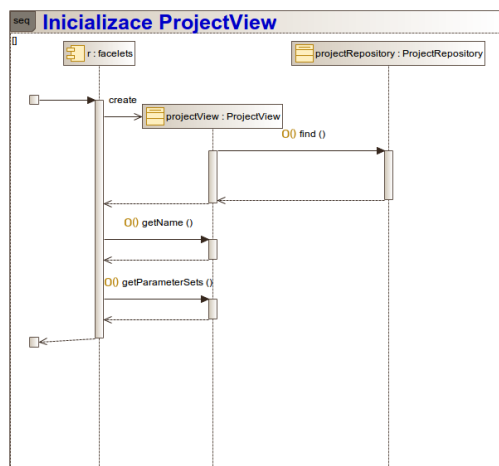 seq Inicializace ProjectView
[]
r : facelets
projectRepository : ProjectRepository
create
projectView : ProjectView
O() find ()
O() getName ()
O() getParameterSets ()